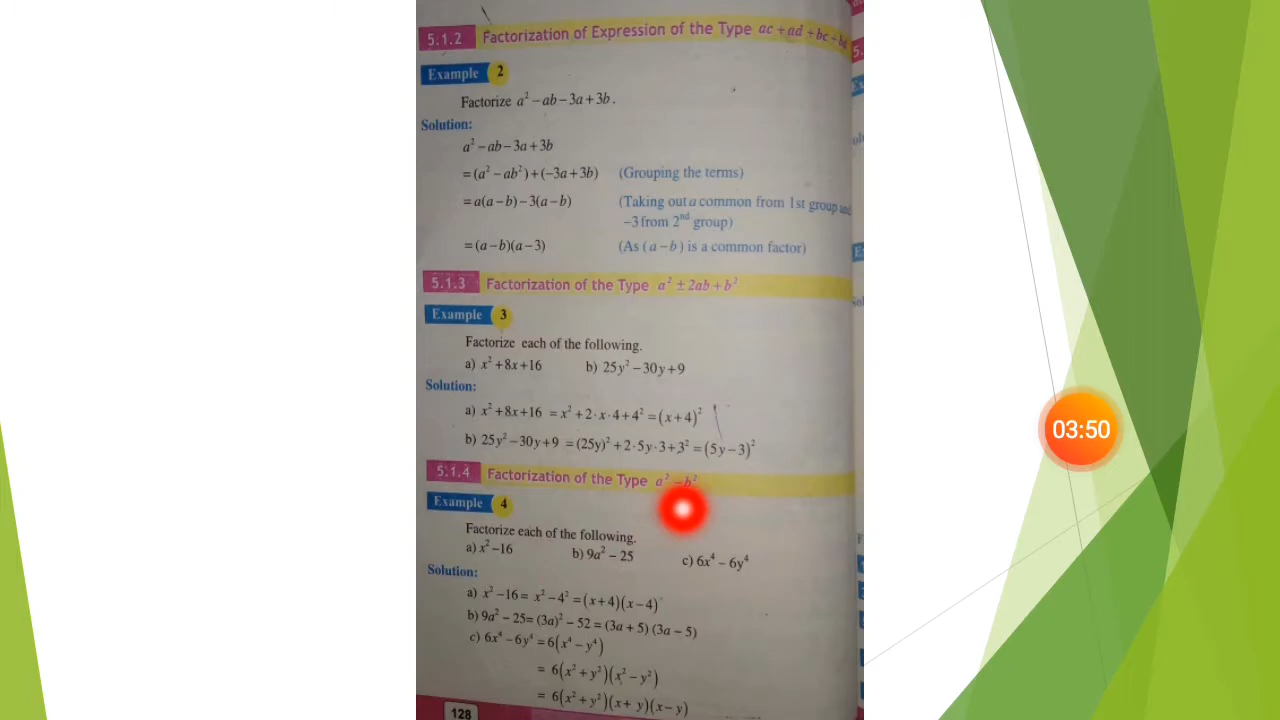 5.1.2 Factorization of Expression of the Type ac + ad + bc + bd
Example 2
Factorize a² – ab – 3a + 3b .
Solution:
a² – ab – 3a + 3b
= (a² – ab²) + (–3a + 3b) (Grouping the terms)
= a(a – b) – 3(a – b) (Taking out a common from 1st group and
–3 from 2nd group)
= (a – b)(a – 3) (As (a – b) is a common factor)
5.1.3 Factorization of the Type a² ± 2ab + b²
Example 3
Factorize each of the following.
a) x² + 8x + 16 b) 25y² – 30y + 9
Solution:
a) x² + 8x + 16 = x² + 2 · x · 4 + 4² = (x + 4)²
b) 25y² – 30y + 9 = (25y)² + 2 · 5y · 3 + 3² = (5y – 3)²
5.1.4 Factorization of the Type a² – b²
Example 4
Factorize each of the following.
a) x² – 16 b) 9a² – 25 c) 6x⁴ – 6y⁴
Solution:
a) x² – 16 = x² – 4² = (x + 4)(x – 4)
b) 9a² – 25 = (3a)² – 52 = (3a + 5) (3a – 5)
c) 6x⁴ – 6y⁴ = 6(x⁴ – y⁴)
= 6(x² + y²)(x² – y²)
= 6(x² + y²)(x + y)(x – y)
128
03:50